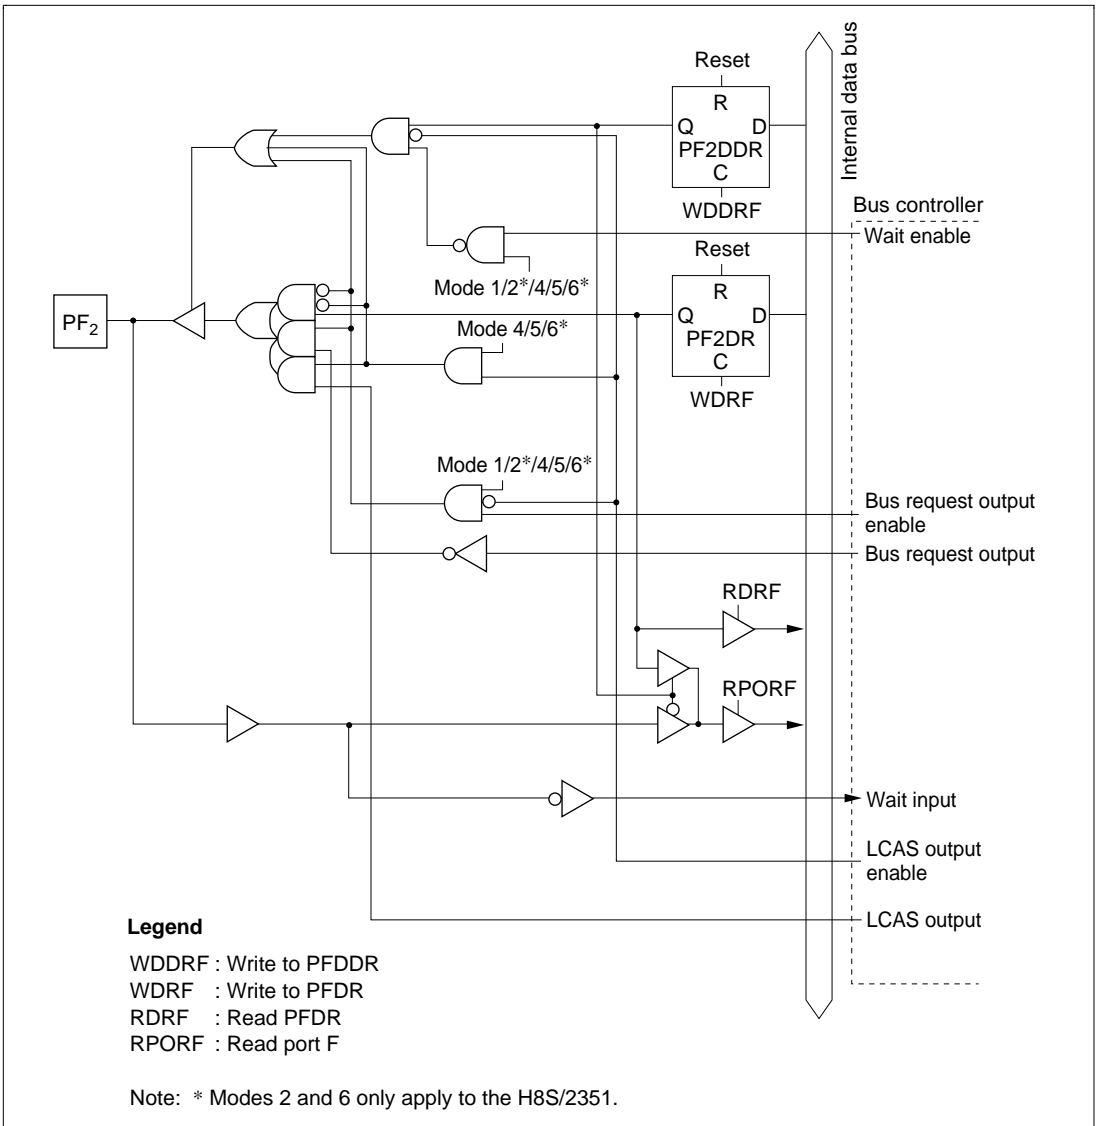 Reset
R
Q D
PF2DDR
C
WDDRF
Internal data bus
Bus controller
Wait enable
Mode 1/2*/4/5/6*
Reset
R
Q D
PF2DR
C
WDRF
PF2
Mode 4/5/6*
Mode 1/2*/4/5/6*
Bus request output
enable
Bus request output
RDRF
RPORF
Wait input
LCAS output
enable
LCAS output
Legend
WDDRF : Write to PFDDR
WDRF : Write to PFDR
RDRF : Read PFDR
RPORF : Read port F
Note: * Modes 2 and 6 only apply to the H8S/2351.